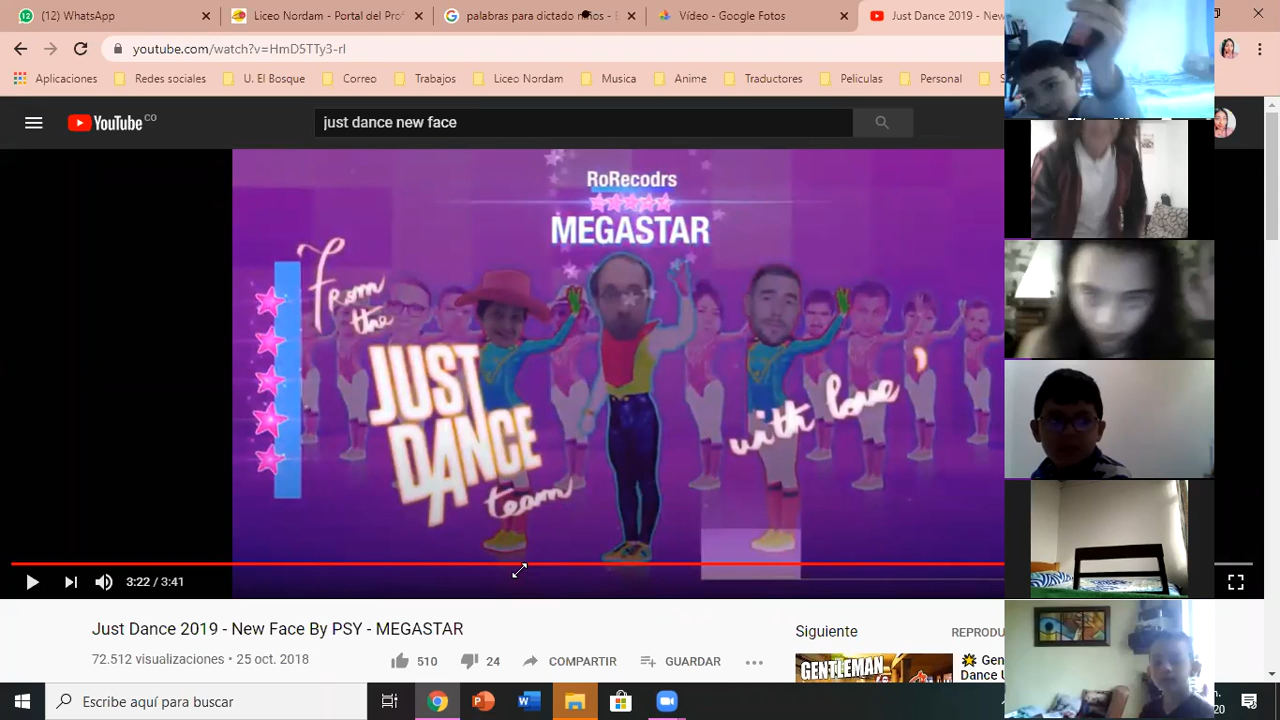 12 WhatsApp
Liceo Nordam - Portal del Prof
palabras para dictado niños - B
Vídeo - Google Fotos
Just Dance 2019 - New
youtube.com/watch?v=HmD5TTy3-rI
Aplicaciones
Redes sociales
U. El Bosque
Correo
Trabajos
Liceo Nordam
Musica
Anime
Traductores
Peliculas
Personal
YouTube CO
just dance new face
RoRecodrs
MEGASTAR
From
the
JUST
DANCE
team
with love
3:22 / 3:41
Just Dance 2019 - New Face By PSY - MEGASTAR
72.512 visualizaciones • 25 oct. 2018
510
24
COMPARTIR
GUARDAR
Siguiente
REPRODU
GENTLEMAN
Gen
Dance U
Escribe aquí para buscar